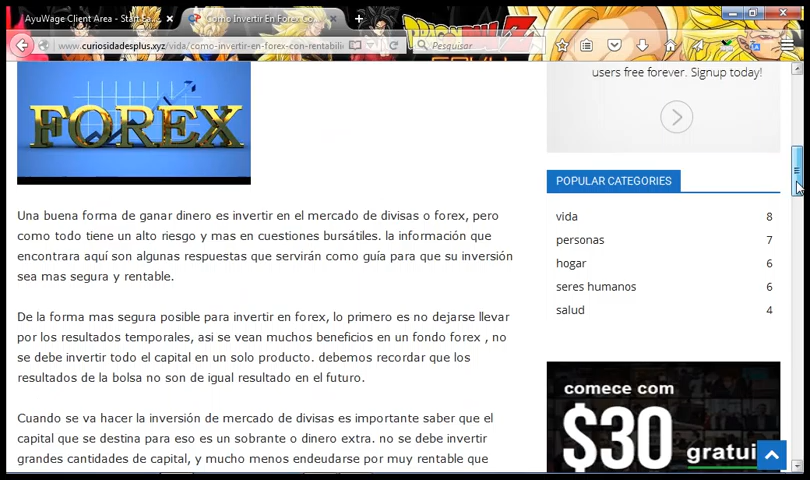 AyuWage Client Area - Start Ea...
Como Invertir En Forex Co...
www.curiosidadesplus.xyz/vida/como-invertir-en-forex-con-rentabili
Pesquisar
users free forever. Signup today!
FOREX
POPULAR CATEGORIES
vida 8
personas 7
hogar 6
seres humanos 6
salud 4
Una buena forma de ganar dinero es invertir en el mercado de divisas o forex, pero
como todo tiene un alto riesgo y mas en cuestiones bursátiles. la información que
encontrara aquí son algunas respuestas que servirán como guía para que su inversión
sea mas segura y rentable.
De la forma mas segura posible para invertir en forex, lo primero es no dejarse llevar
por los resultados temporales, asi se vean muchos beneficios en un fondo forex , no
se debe invertir todo el capital en un solo producto. debemos recordar que los
resultados de la bolsa no son de igual resultado en el futuro.
Cuando se va hacer la inversión de mercado de divisas es importante saber que el
capital que se destina para eso es un sobrante o dinero extra. no se debe invertir
grandes cantidades de capital, y mucho menos endeudarse por muy rentable que
comece com
$30 gratui